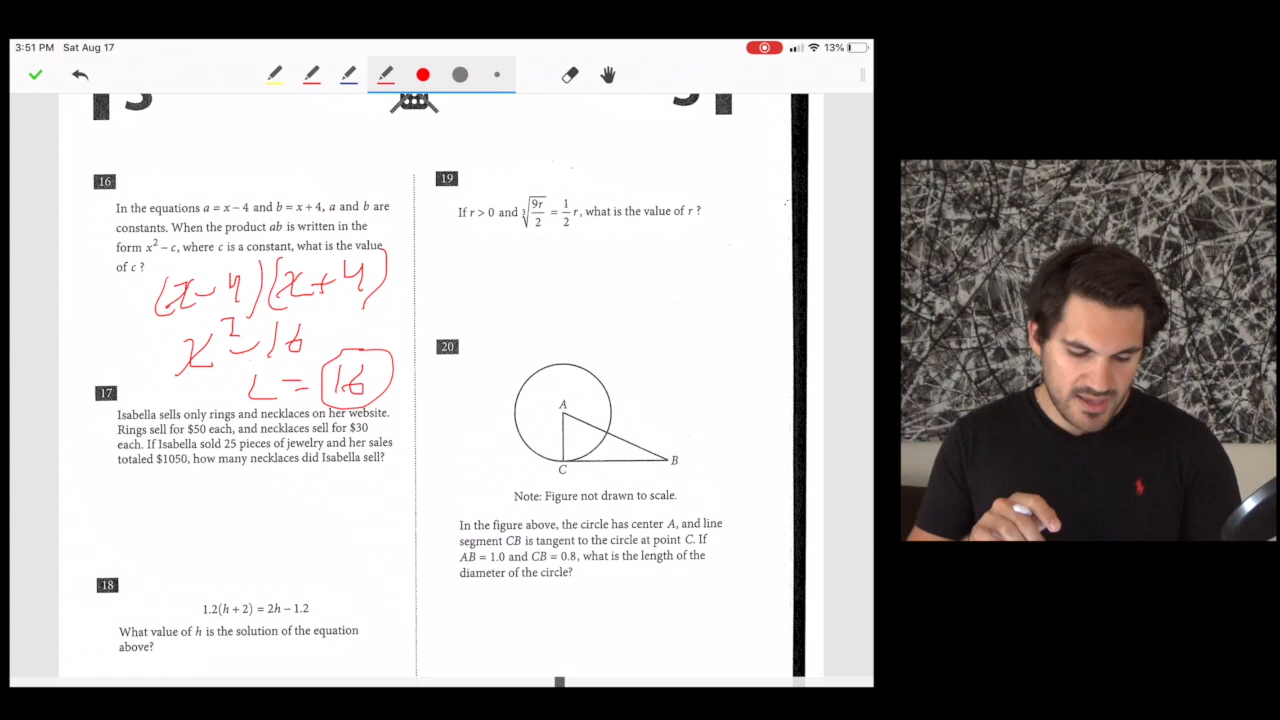 3:51 PM Sat Aug 17
13%
16
In the equations a = x − 4 and b = x + 4, a and b are
constants. When the product ab is written in the
form x² − c, where c is a constant, what is the value
of c ?
(x − 4)(x + 4)
x² − 16
c = 16
17
Isabella sells only rings and necklaces on her website.
Rings sell for $50 each, and necklaces sell for $30
each. If Isabella sold 25 pieces of jewelry and her sales
totaled $1050, how many necklaces did Isabella sell?
18
1.2(h + 2) = 2h − 1.2
What value of h is the solution of the equation
above?
19
If r > 0 and ∛(9r/2) = 1/2 r, what is the value of r ?
20
A
B
C
Note: Figure not drawn to scale.
In the figure above, the circle has center A, and line
segment CB is tangent to the circle at point C. If
AB = 1.0 and CB = 0.8, what is the length of the
diameter of the circle?